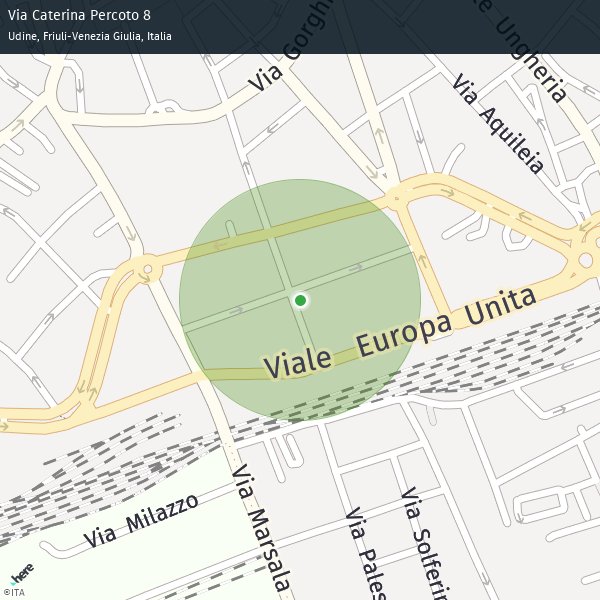 Via Caterina Percoto 8
Udine, Friuli-Venezia Giulia, Italia
Via Gorghi
Ungheria
Via Aquileia
Viale Europa Unita
Via Milazzo
Via Marsala
Via Pales
Via Solferin
here
©ITA